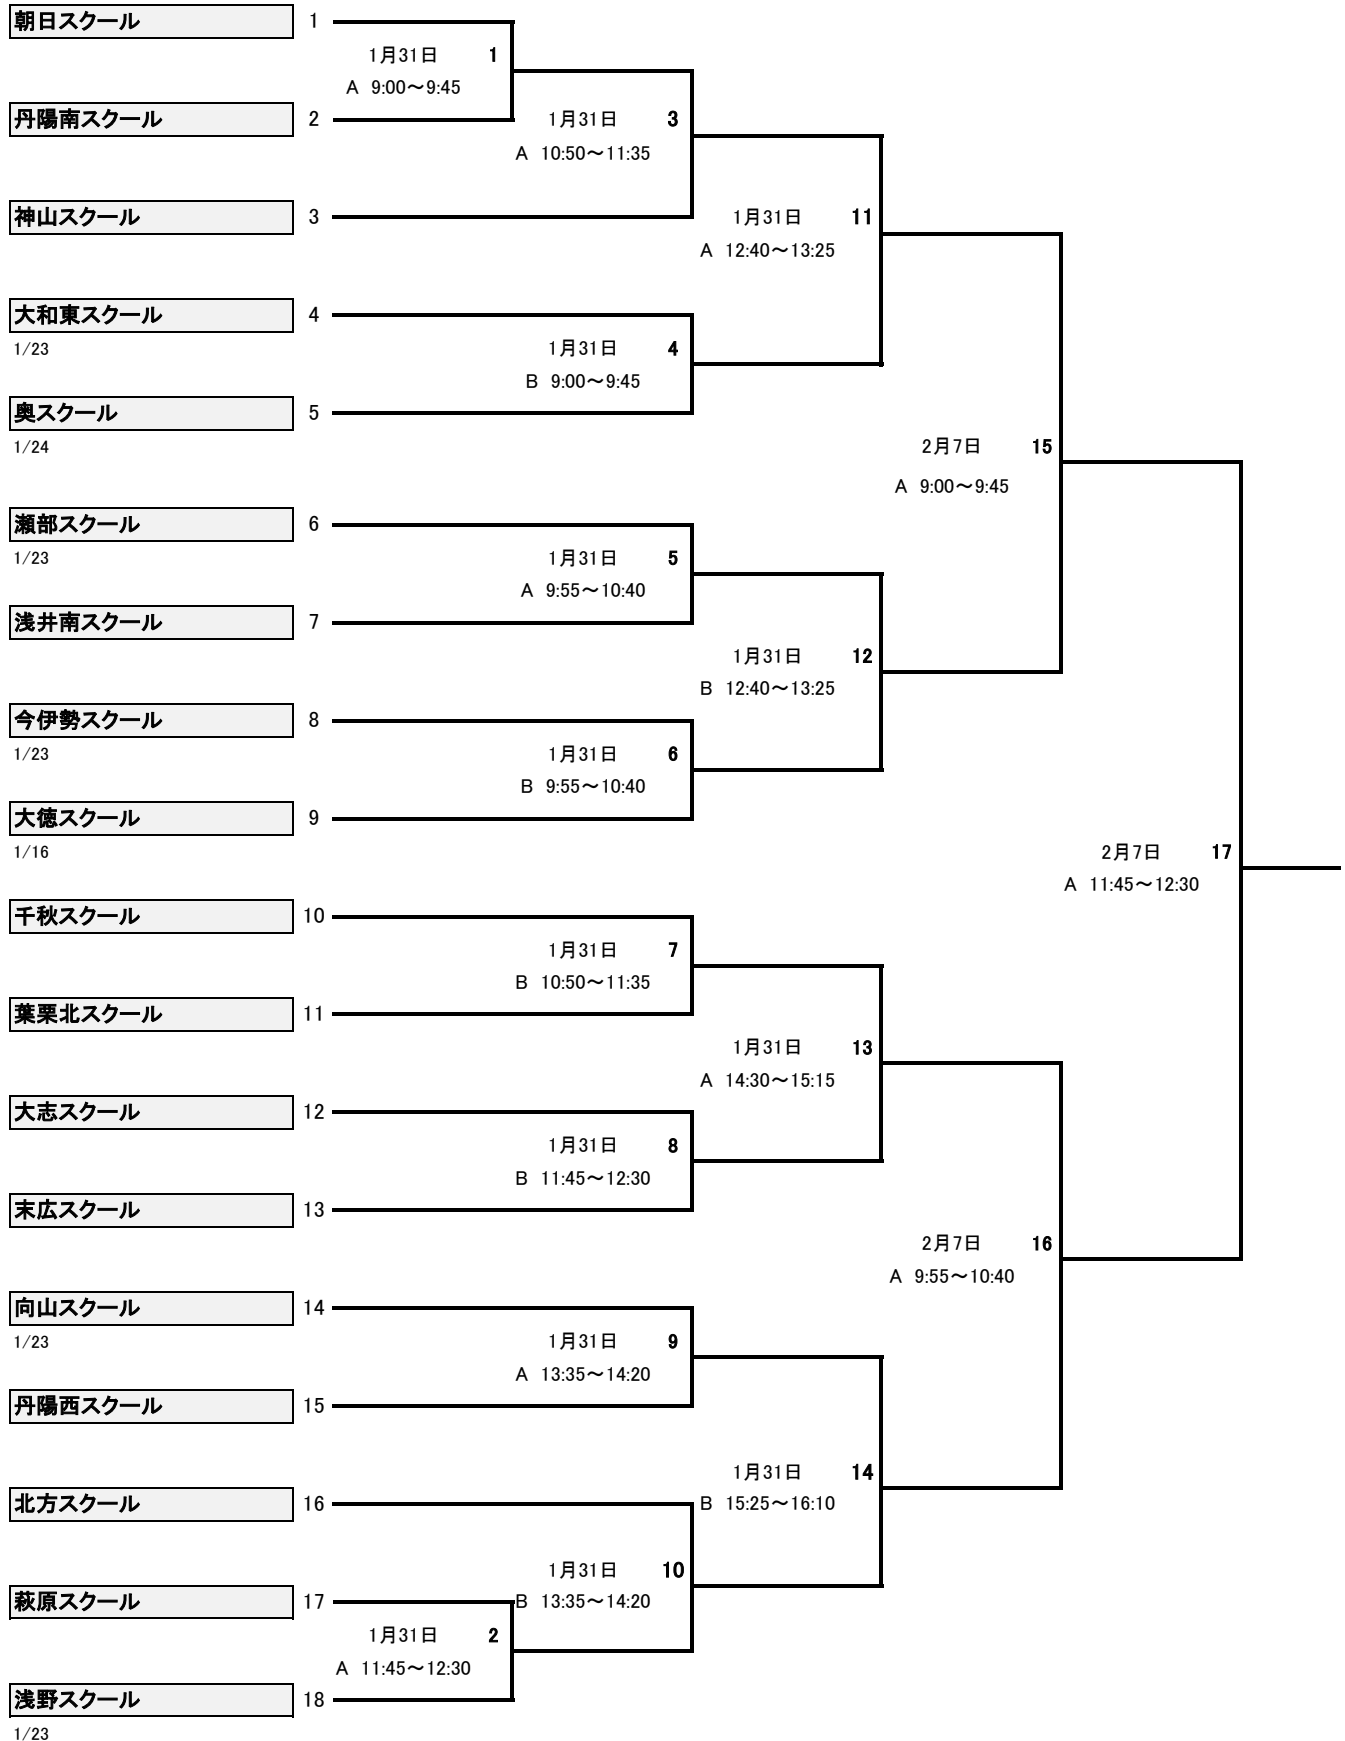 朝日スクール 1
1月31日 1
A 9:00～9:45
丹陽南スクール 2
1月31日 3
A 10:50～11:35
神山スクール 3
1月31日 11
A 12:40～13:25
大和東スクール 4
1/23
1月31日 4
B 9:00～9:45
奥スクール 5
1/24
2月7日 15
A 9:00～9:45
瀬部スクール 6
1/23
1月31日 5
A 9:55～10:40
浅井南スクール 7
1月31日 12
B 12:40～13:25
今伊勢スクール 8
1/23
1月31日 6
B 9:55～10:40
大徳スクール 9
1/16
2月7日 17
A 11:45～12:30
千秋スクール 10
1月31日 7
B 10:50～11:35
葉栗北スクール 11
1月31日 13
A 14:30～15:15
大志スクール 12
1月31日 8
B 11:45～12:30
末広スクール 13
2月7日 16
A 9:55～10:40
向山スクール 14
1/23
1月31日 9
A 13:35～14:20
丹陽西スクール 15
1月31日 14
B 15:25～16:10
北方スクール 16
1月31日 10
B 13:35～14:20
萩原スクール 17
1月31日 2
A 11:45～12:30
浅野スクール 18
1/23